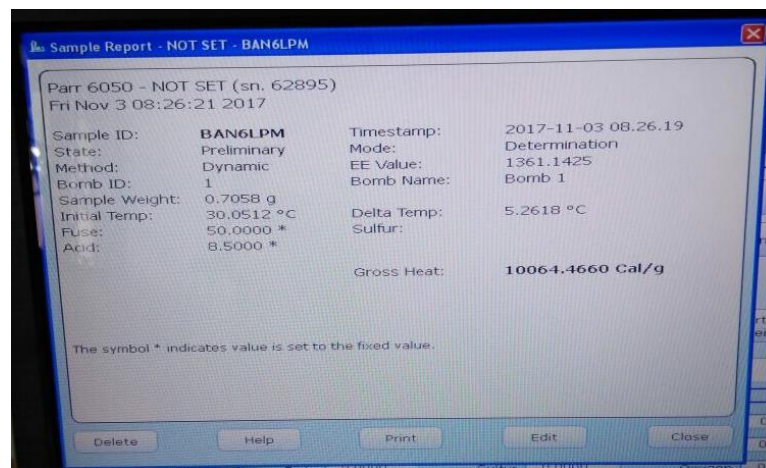 Sample Report - NOT SET - BAN6LPM
Parr 6050 - NOT SET (sn. 62895)
Fri Nov 3 08:26:21 2017
Sample ID: BAN6LPM Timestamp: 2017-11-03 08.26.19
State: Preliminary Mode: Determination
Method: Dynamic EE Value: 1361.1425
Bomb ID: 1 Bomb Name: Bomb 1
Sample Weight: 0.7058 g
Initial Temp: 30.0512 °C Delta Temp: 5.2618 °C
Fuse: 50.0000 * Sulfur:
Acid: 8.5000 *
Gross Heat: 10064.4660 Cal/g
The symbol * indicates value is set to the fixed value.
Delete Help Print Edit Close